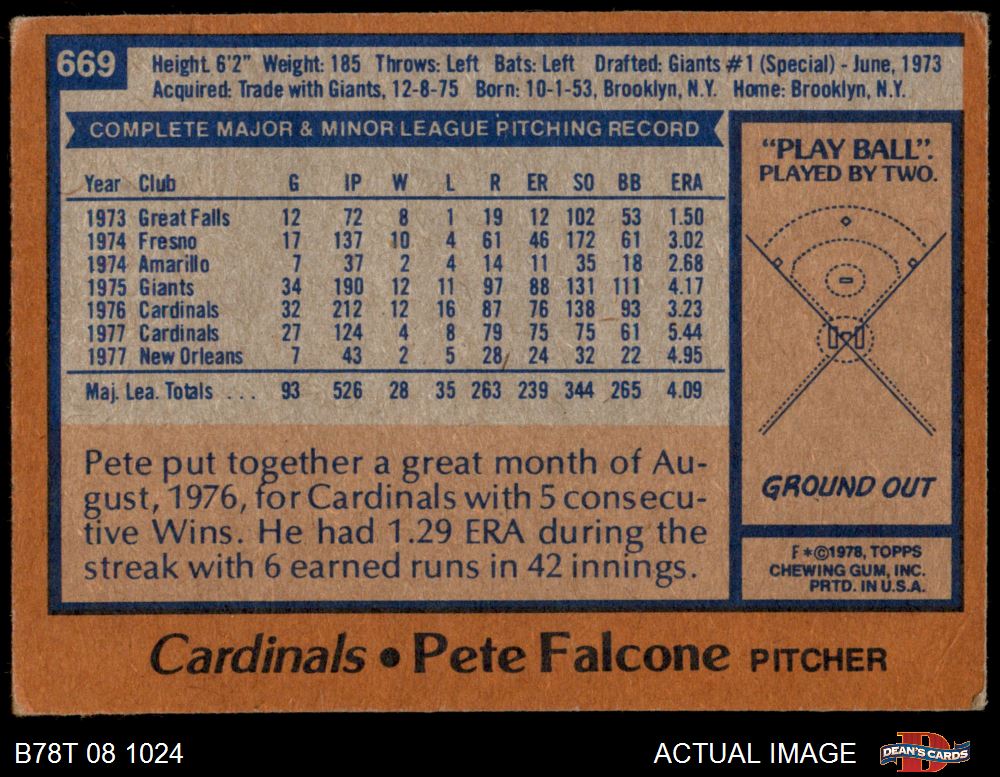 669
Height. 6'2" Weight: 185 Throws: Left Bats: Left Drafted: Giants #1 (Special) - June, 1973
Acquired: Trade with Giants, 12-8-75 Born: 10-1-53, Brooklyn, N.Y. Home: Brooklyn, N.Y.
COMPLETE MAJOR & MINOR LEAGUE PITCHING RECORD
Year Club G IP W L R ER SO BB ERA
1973 Great Falls 12 72 8 1 19 12 102 53 1.50
1974 Fresno 17 137 10 4 61 46 172 61 3.02
1974 Amarillo 7 37 2 4 14 11 35 18 2.68
1975 Giants 34 190 12 11 97 88 131 111 4.17
1976 Cardinals 32 212 12 16 87 76 138 93 3.23
1977 Cardinals 27 124 4 8 79 75 75 61 5.44
1977 New Orleans 7 43 2 5 28 24 32 22 4.95
Maj. Lea. Totals . . . 93 526 28 35 263 239 344 265 4.09
Pete put together a great month of Au-
gust, 1976, for Cardinals with 5 consecu-
tive Wins. He had 1.29 ERA during the
streak with 6 earned runs in 42 innings.
"PLAY BALL".
PLAYED BY TWO.
GROUND OUT
F*©1978, TOPPS
CHEWING GUM, INC.
PRTD. IN U.S.A.
Cardinals • Pete Falcone PITCHER
B78T 08 1024
ACTUAL IMAGE
D
DEAN'S CARDS